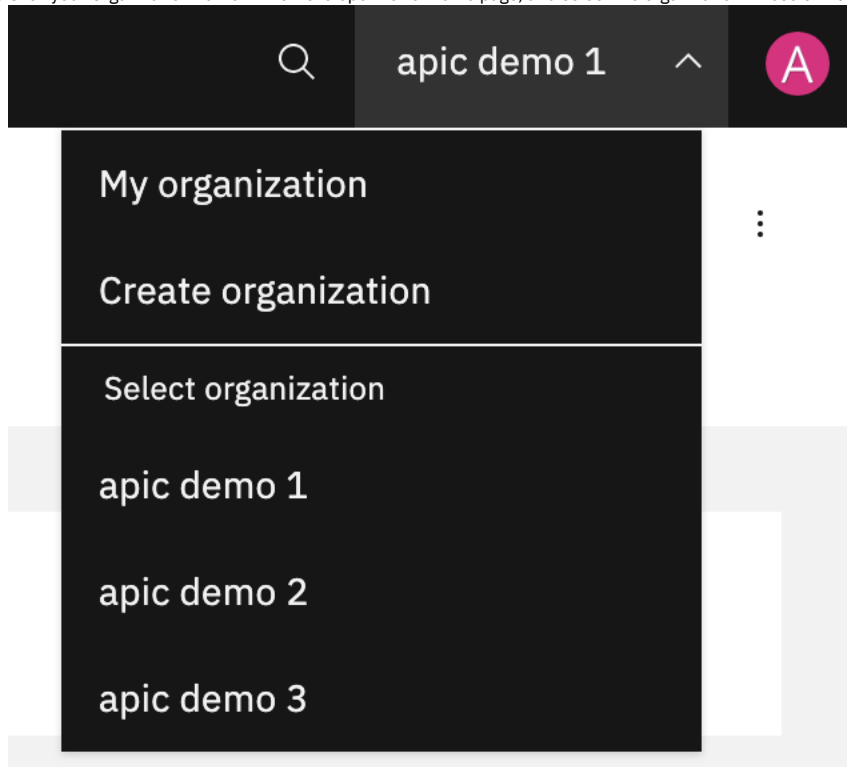 apic demo 1
A
My organization
Create organization
Select organization
apic demo 1
apic demo 2
apic demo 3